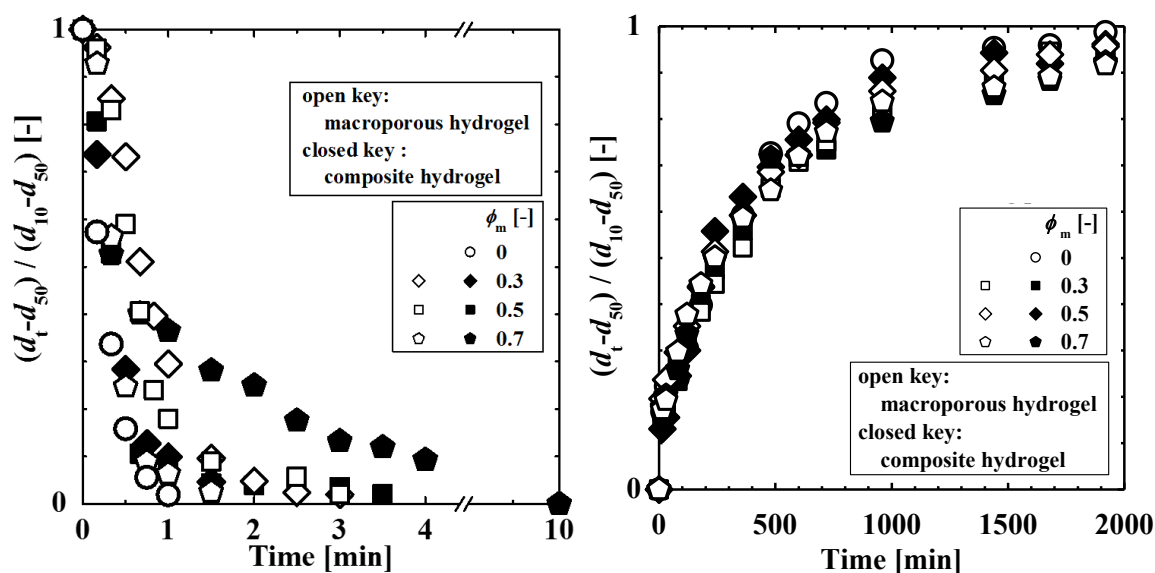 1
((d_t-d_50) / (d_10-d_50) [-]
open key:
macroporous hydrogel
closed key :
composite hydrogel
ϕ_m [-]
0
0.3
0.5
0.7
0
0 1 2 3 4 10
Time [min]
1
((d_t-d_50) / (d_10-d_50) [-]
ϕ_m [-]
0
0.3
0.5
0.7
open key:
macroporous hydrogel
closed key:
composite hydrogel
0
0 500 1000 1500 2000
Time [min]